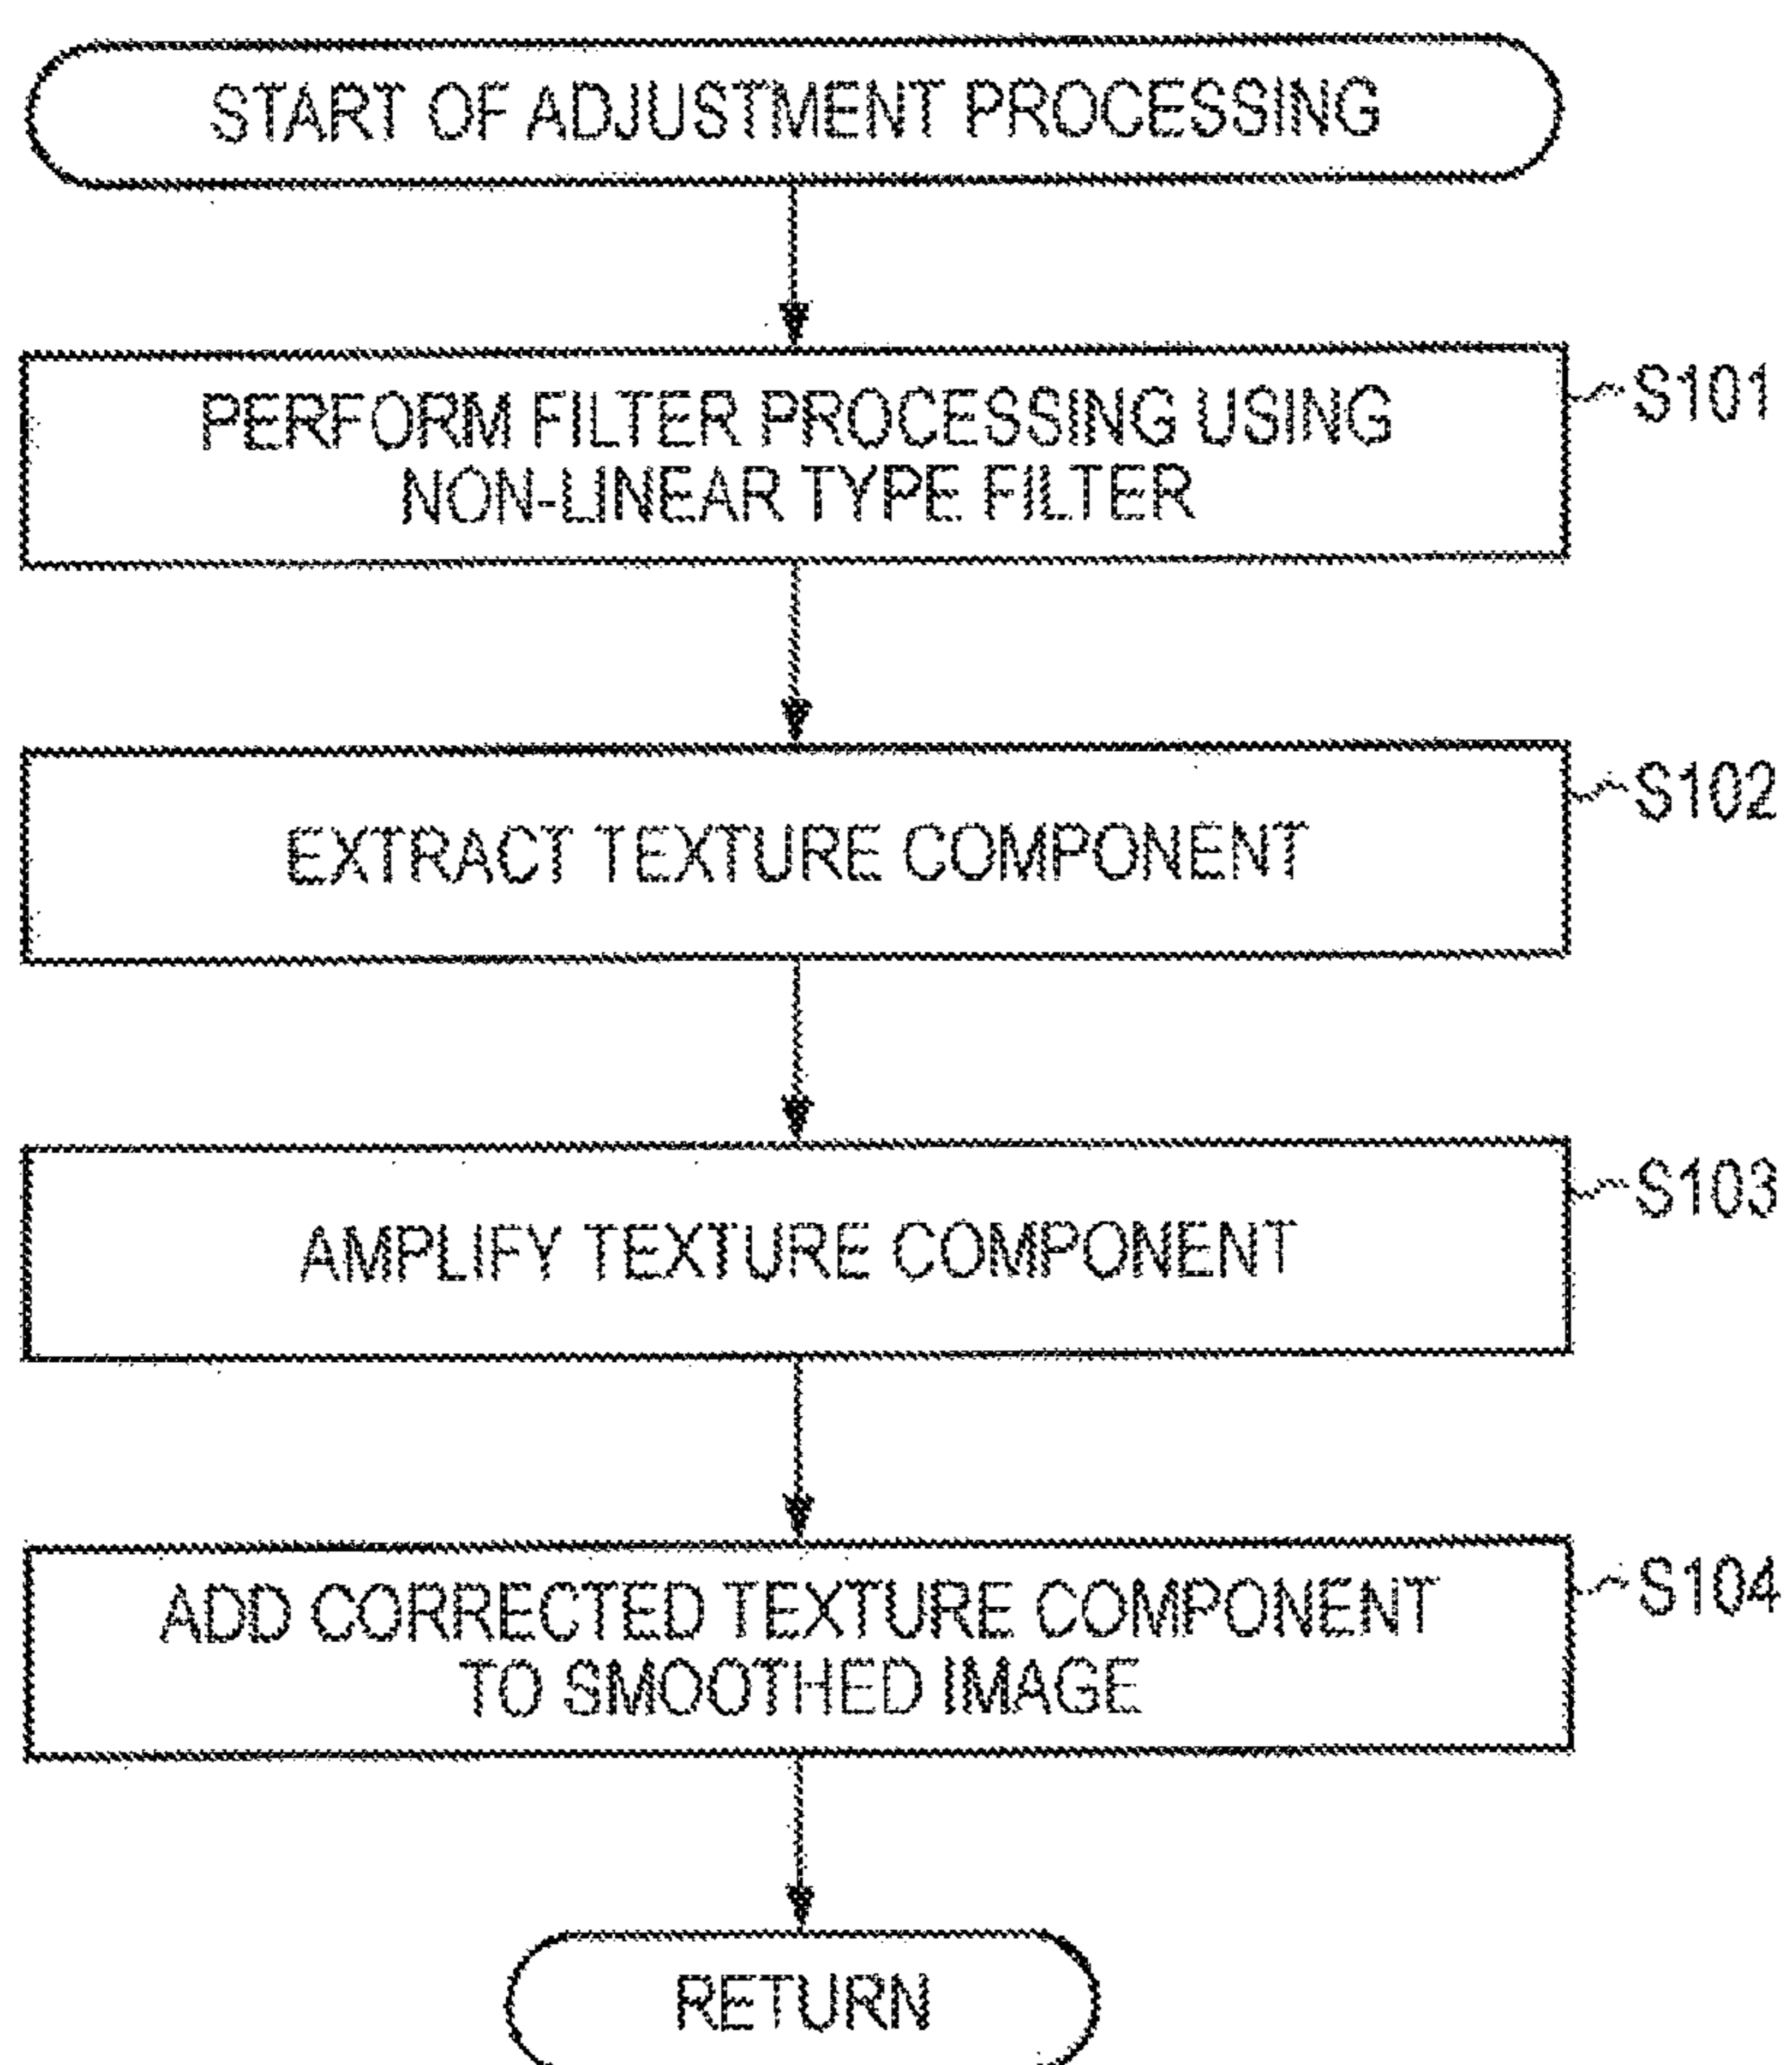 START OF ADJUSTMENT PROCESSING
PERFORM FILTER PROCESSING USING
NON-LINEAR TYPE FILTER
S101
EXTRACT TEXTURE COMPONENT
S102
AMPLIFY TEXTURE COMPONENT
S103
ADD CORRECTED TEXTURE COMPONENT
TO SMOOTHED IMAGE
S104
RETURN